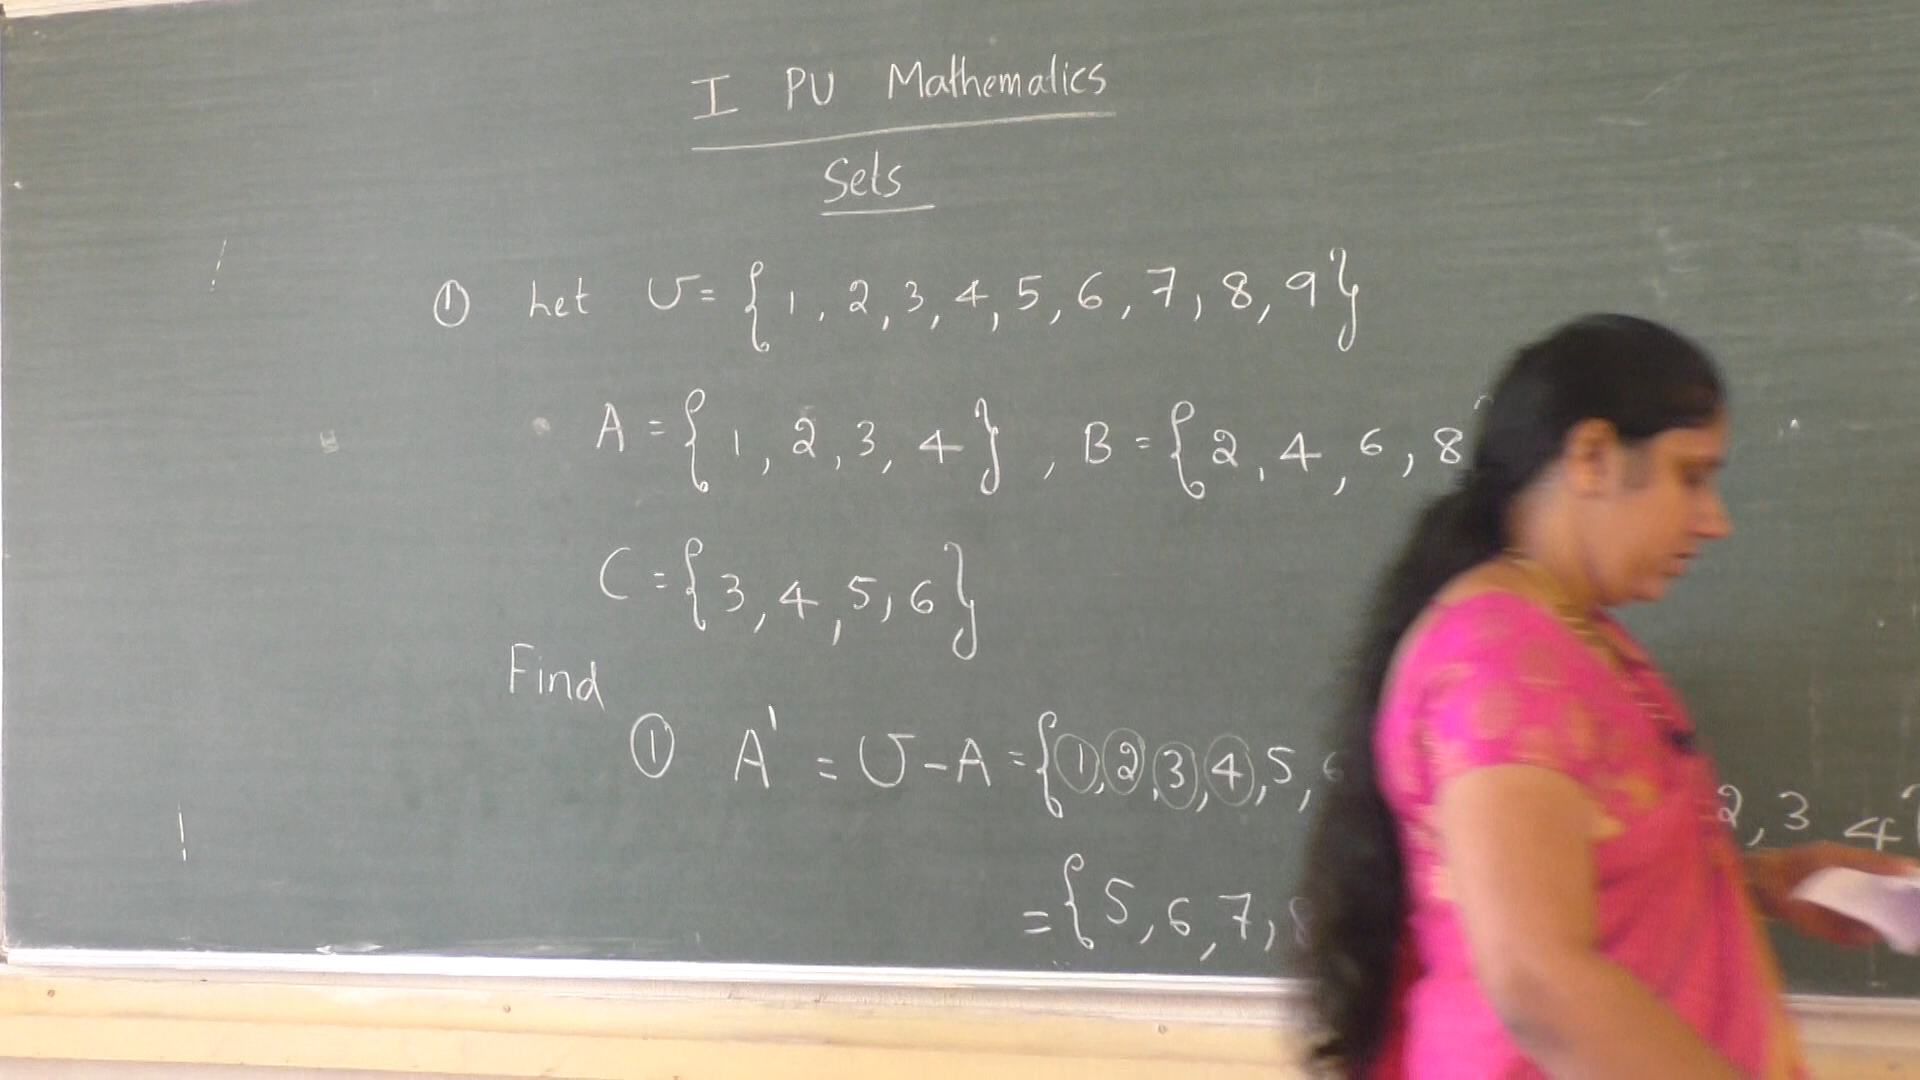 I PU Mathematics
Sets
① Let U = {1, 2, 3, 4, 5, 6, 7, 8, 9}
A = {1, 2, 3, 4}, B = {2, 4, 6, 8
C = {3, 4, 5, 6}
Find
① A' = U - A = {1, 2, 3, 4, 5, 6 2, 3 4}
= {5, 6, 7, 8